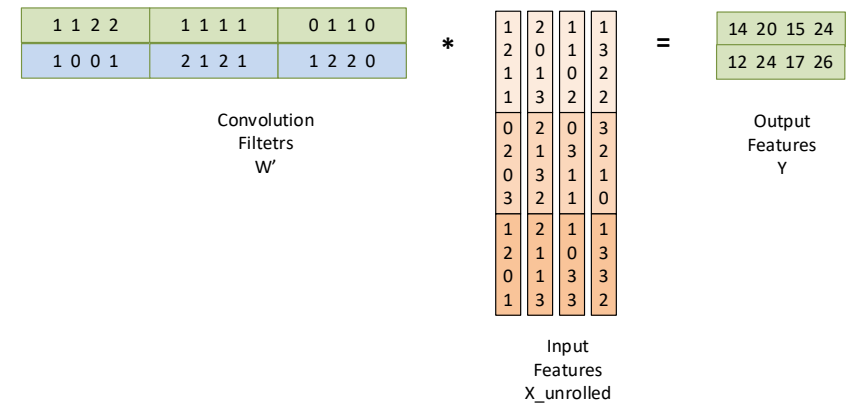 1 1 2 2 1 1 1 1 0 1 1 0
1 0 0 1 2 1 2 1 1 2 2 0
Convolution
Filtetrs
W’
*
1 2 1 1
2 0 1 3
1 1 0 2
1 3 2 2
0 2 0 3
2 1 3 2
0 3 1 1
3 2 1 0
1 2 0 1
2 1 1 3
1 0 3 3
1 3 3 2
Input
Features
X_unrolled
=
14 20 15 24
12 24 17 26
Output
Features
Y